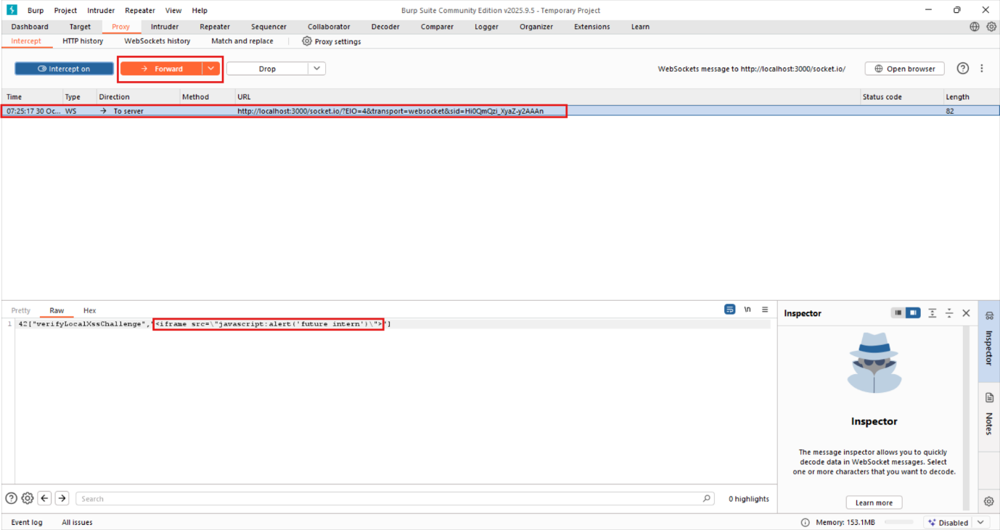 Burp Project Intruder Repeater View Help Burp Suite Community Edition v2025.9.5 - Temporary Project
Dashboard Target Proxy Intruder Repeater Sequencer Collaborator Decoder Comparer Logger Organizer Extensions Learn
Intercept HTTP history WebSockets history Match and replace Proxy settings
Intercept on → Forward Drop WebSockets message to http://localhost:3000/socket.io/ Open browser
Time Type Direction Method URL Status code Length
07:25:17 30 Oc... WS → To server http://localhost:3000/socket.io/?EIO=4&transport=websocket&sid=Hi0QmQzi_XyaZ-y2AAAn 82
Pretty Raw Hex \n
1 42["verifyLocalXssChallenge","<iframe src=\"javascript:alert('future intern')\">"]
Inspector
Inspector
Notes
Inspector
The message inspector allows you to quickly
decode data in WebSocket messages. Select
one or more characters that you want to decode.
Learn more
Search 0 highlights
Event log All issues Memory: 153.1MB Disabled